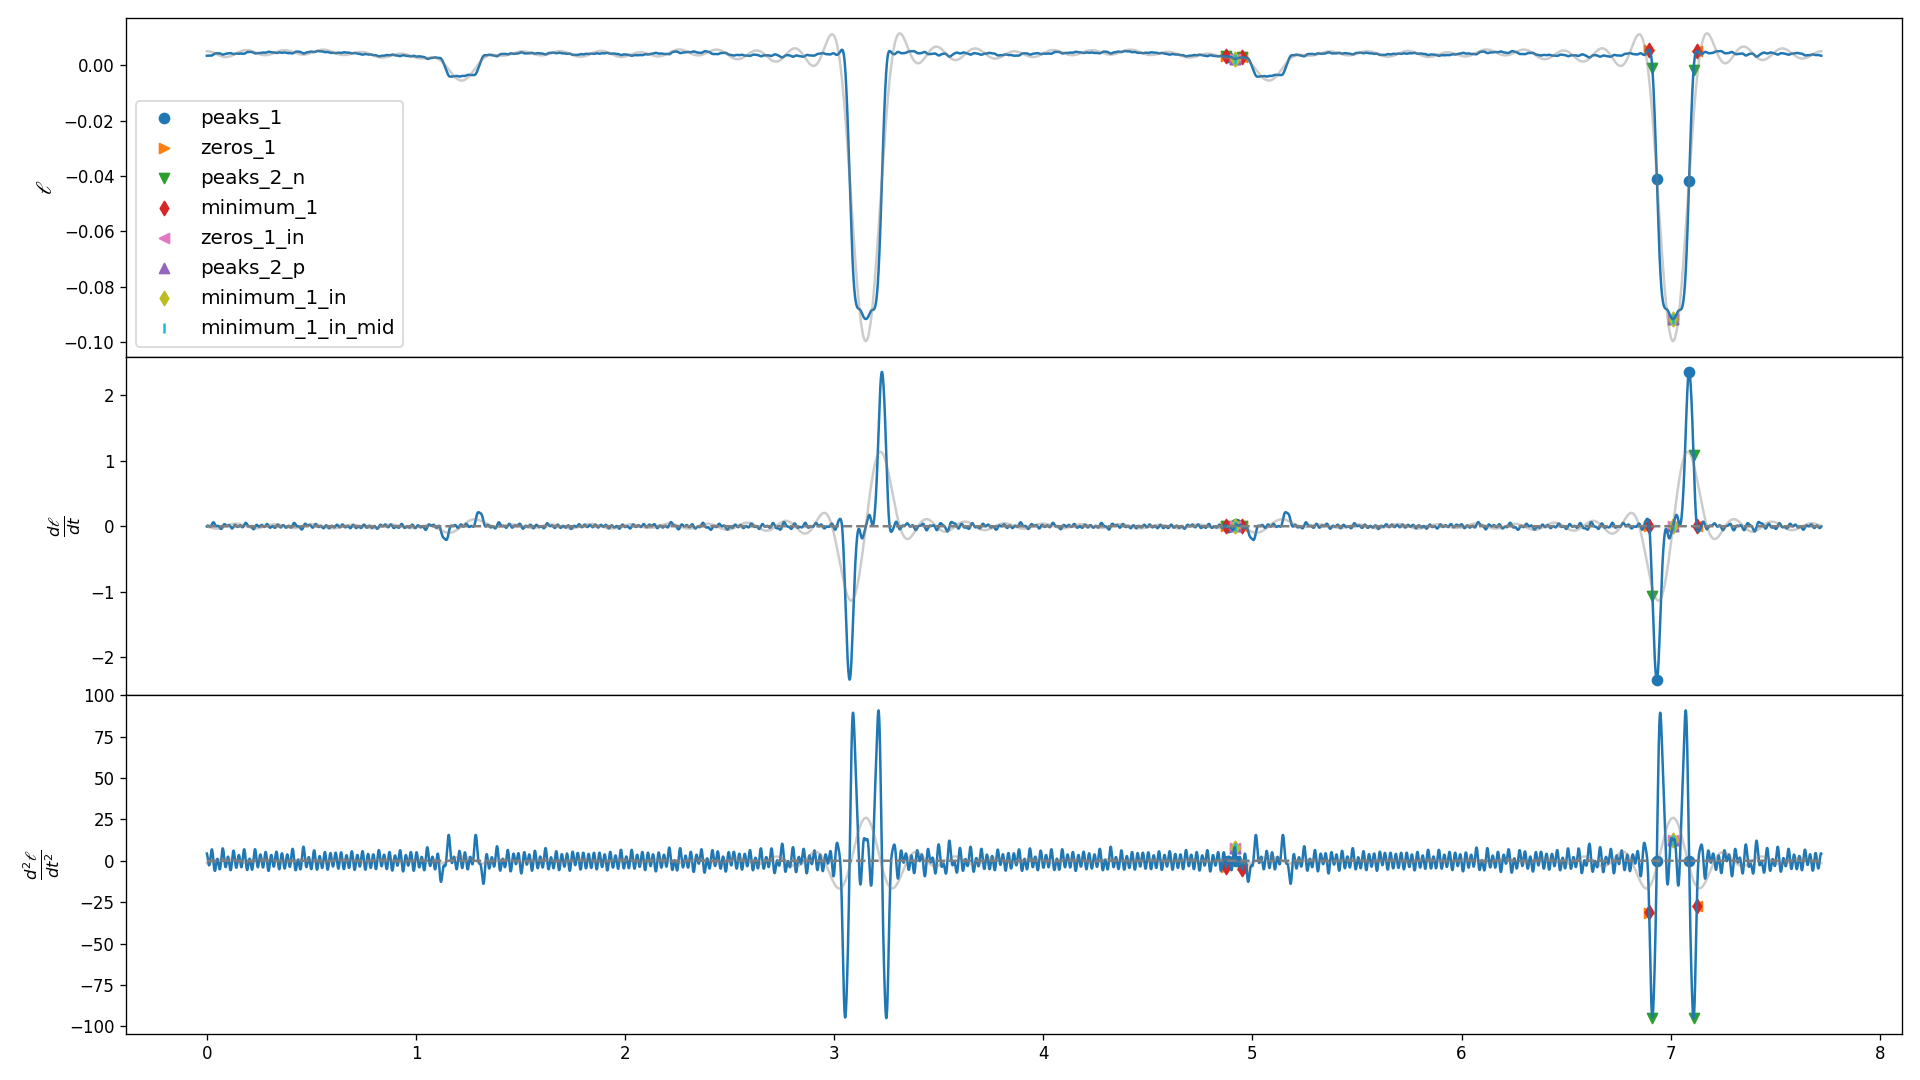 0.00
−0.02
−0.04
−0.06
−0.08
−0.10
ℓ
peaks_1
zeros_1
peaks_2_n
minimum_1
zeros_1_in
peaks_2_p
minimum_1_in
minimum_1_in_mid
2
1
0
−1
−2
dℓ
dt
100
75
50
25
0
−25
−50
−75
−100
d²ℓ
dt²
0 1 2 3 4 5 6 7 8